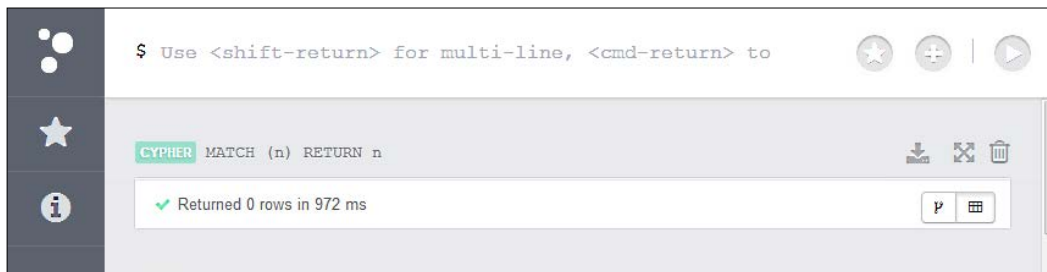 $ Use <shift-return> for multi-line, <cmd-return> to
CYPHER MATCH (n) RETURN n
Returned 0 rows in 972 ms